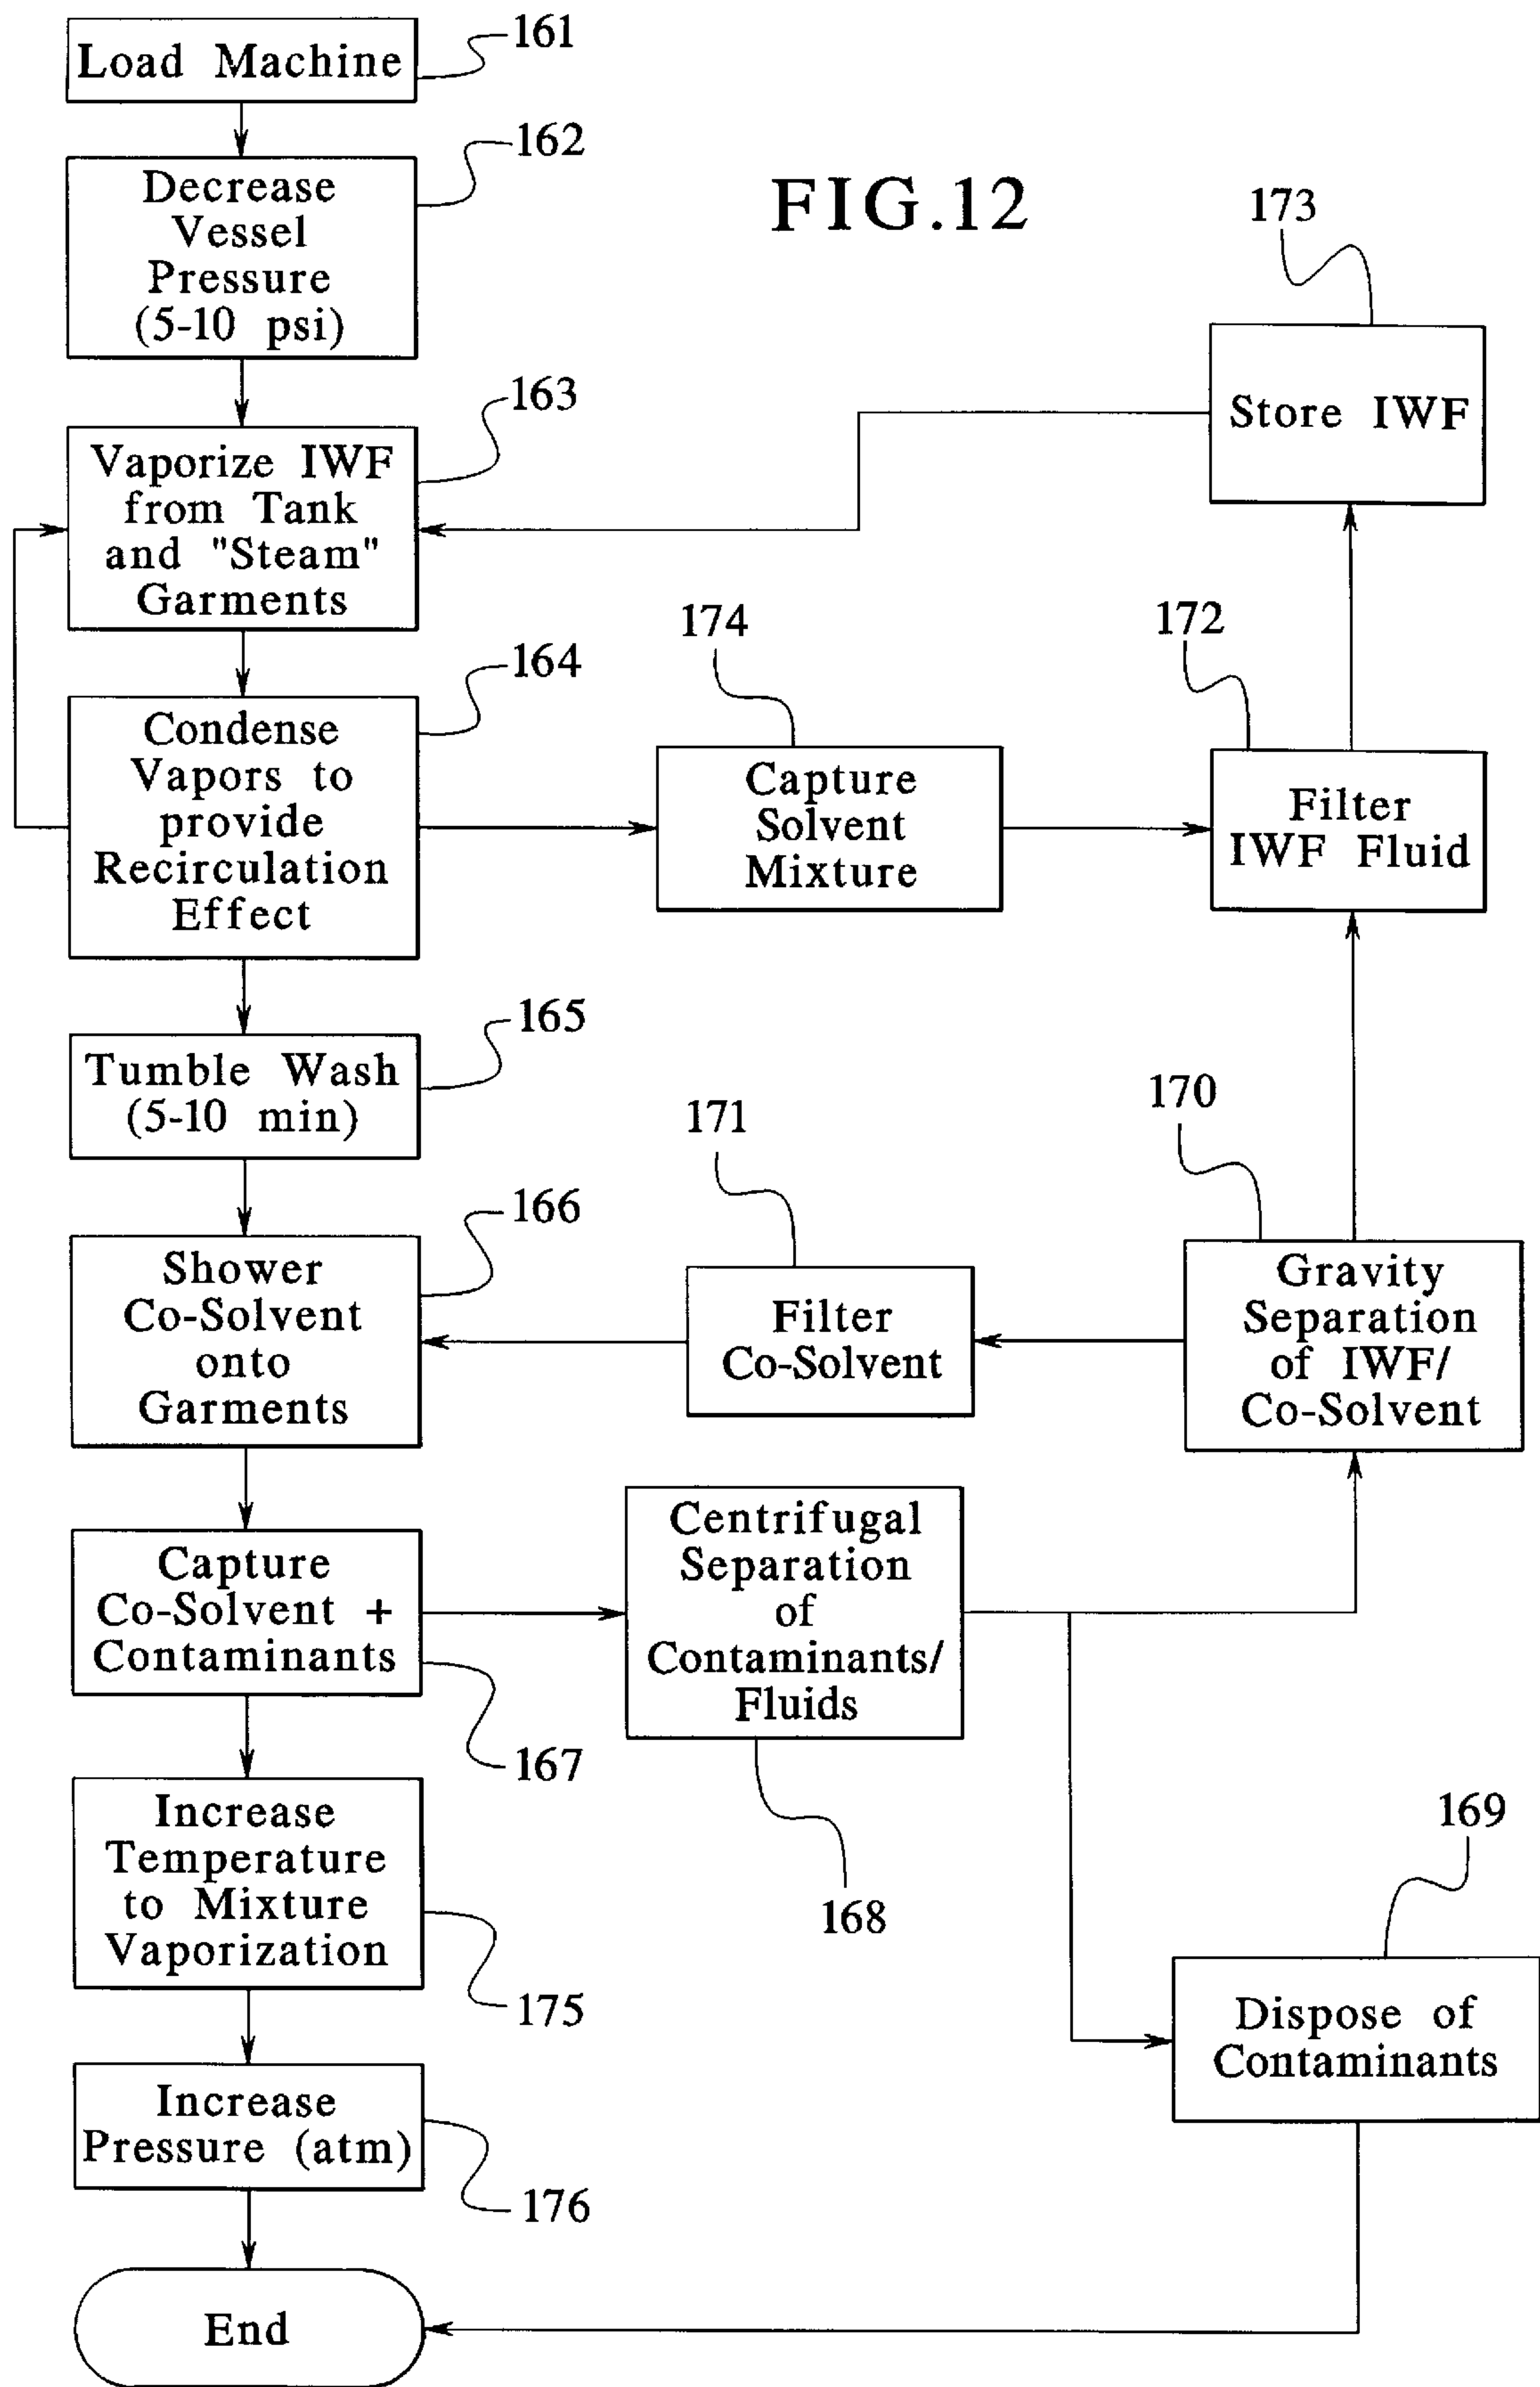 Load Machine
161
Decrease
Vessel
Pressure
(5-10 psi)
162
FIG.12
Vaporize IWF
from Tank
and "Steam"
Garments
163
Store IWF
173
Condense
Vapors to
provide
Recirculation
Effect
164
Capture
Solvent
Mixture
174
Filter
IWF Fluid
172
Tumble Wash
(5-10 min)
165
Shower
Co-Solvent
onto
Garments
166
Filter
Co-Solvent
171
Gravity
Separation
of IWF/
Co-Solvent
170
Capture
Co-Solvent +
Contaminants
167
Centrifugal
Separation
of
Contaminants/
Fluids
168
Increase
Temperature
to Mixture
Vaporization
175
Dispose of
Contaminants
169
Increase
Pressure (atm)
176
End